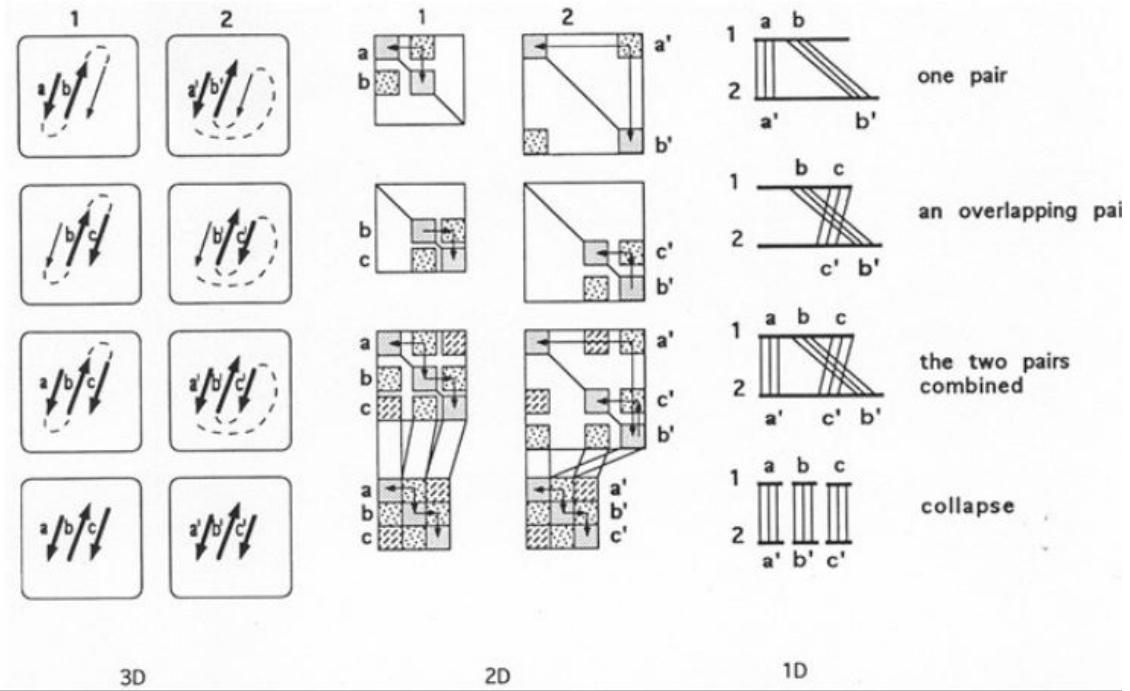 1 2 1 2
a b a' b' a b a' b' 1 2 a b a' b' one pair
b c b' c' b c c' b' 1 2 b c c' b' an overlapping pai
a b c a' b' c' a b c a' c' b' 1 2 a b c a' c' b' the two pairs
combined
a b c a' b' c' a b c a' b' c' 1 2 a b c a' b' c' collapse
3D 2D 1D